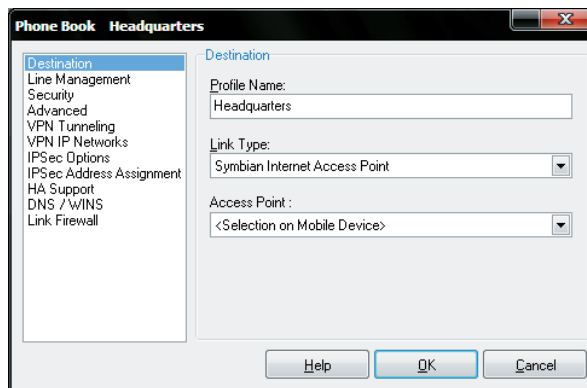 Phone Book Headquarters
Destination
Line Management
Security
Advanced
VPN Tunneling
VPN IP Networks
IPSec Options
IPSec Address Assignment
HA Support
DNS / WINS
Link Firewall
Destination
Profile Name:
Headquarters
Link Type:
Symbian Internet Access Point
Access Point :
<Selection on Mobile Device>
Help
OK
Cancel